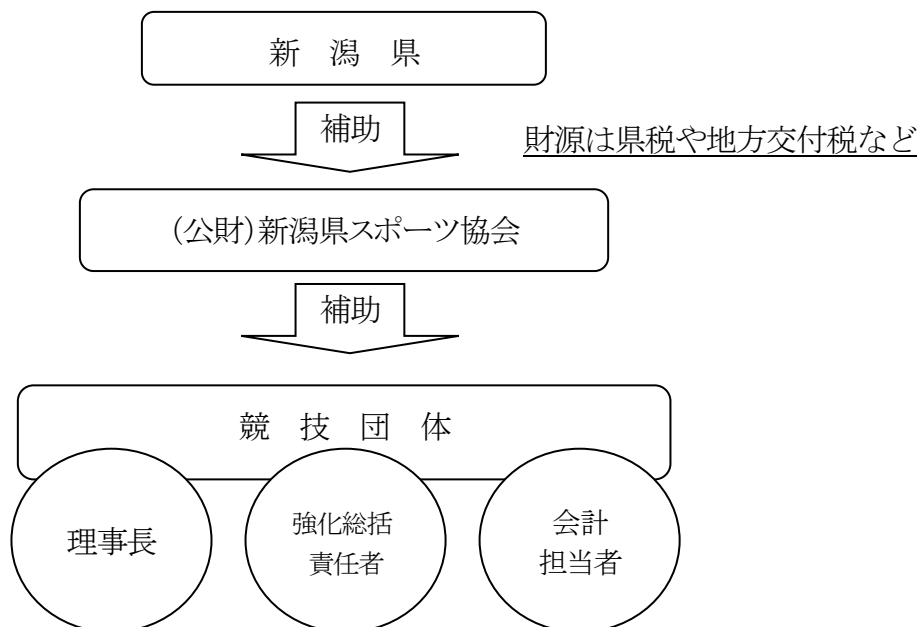 新潟県
補助
財源は県税や地方交付税など
(公財)新潟県スポーツ協会
補助
競技団体
理事長
強化総括
責任者
会計
担当者